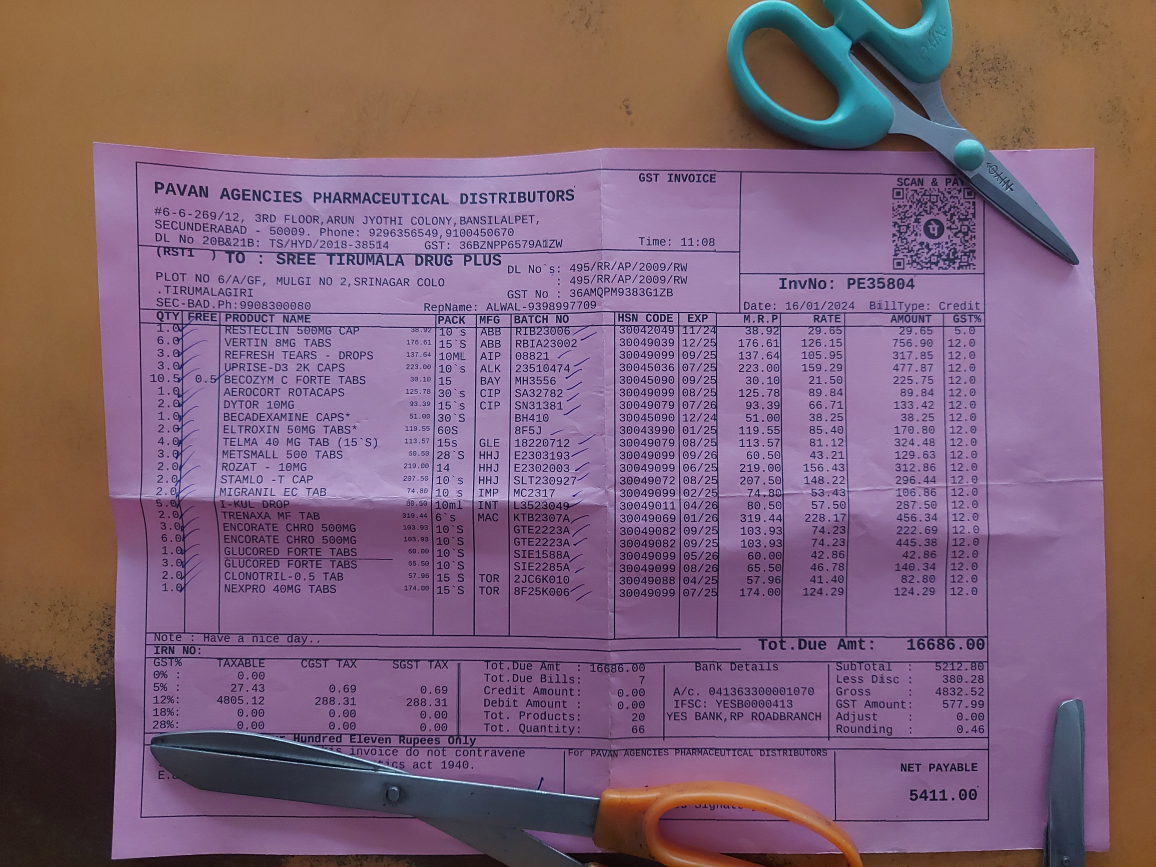 GST INVOICE
SCAN & PAY
PAVAN AGENCIES PHARMACEUTICAL DISTRIBUTORS
#6-6-269/12, 3RD FLOOR,ARUN JYOTHI COLONY,BANSILALPET,
SECUNDERABAD - 50009. Phone: 9296356549,9100450670
DL No 20B&21B: TS/HYD/2018-38514 GST: 36BZNPP6579A1ZW Time: 11:08
(RST1 ) TO : SREE TIRUMALA DRUG PLUS
DL No`s: 495/RR/AP/2009/RW
PLOT NO 6/A/GF, MULGI NO 2,SRINAGAR COLO : 495/RR/AP/2009/RW
.TIRUMALAGIRI GST No : 36AMQPM9383G1ZB
SEC-BAD.Ph:9908300080 RepName: ALWAL-9398997709
InvNo: PE35804
Date: 16/01/2024 BillType: Credit
QTY FREE PRODUCT NAME PACK MFG BATCH NO HSN CODE EXP M.R.P RATE AMOUNT GST%
1.0 RESTECLIN 500MG CAP 38.92 10`s ABB RIB23006 30042049 11/24 38.92 29.65 29.65 5.0
6.0 VERTIN 8MG TABS 176.61 15`S ABB RBIA23002 30049039 12/25 176.61 126.15 756.90 12.0
3.0 REFRESH TEARS - DROPS 137.64 10ML AIP 08821 30049099 09/25 137.64 105.95 317.85 12.0
3.0 UPRISE-D3 2K CAPS 223.00 10`s ALK 23510474 30045036 07/25 223.00 159.29 477.87 12.0
10.5 0.5 BECOZYM C FORTE TABS 30.10 15 BAY MH3556 30045090 09/25 30.10 21.50 225.75 12.0
1.0 AEROCORT ROTACAPS 125.78 30`s CIP SA32782 30049099 08/25 125.78 89.84 89.84 12.0
2.0 DYTOR 10MG 93.39 15`s CIP SN31381 30049079 07/26 93.39 66.71 133.42 12.0
1.0 BECADEXAMINE CAPS* 51.00 30`S BH410 30045090 12/24 51.00 38.25 38.25 12.0
2.0 ELTROXIN 50MG TABS* 119.55 60S 8F5J 30043990 01/25 119.55 85.40 170.80 12.0
4.0 TELMA 40 MG TAB (15`S) 113.57 15s GLE 18220712 30049079 08/25 113.57 81.12 324.48 12.0
3.0 METSMALL 500 TABS 60.50 28`S HHJ E2303193 30049099 09/26 60.50 43.21 129.63 12.0
2.0 ROZAT - 10MG 219.00 14 HHJ E2302003 30049099 06/25 219.00 156.43 312.86 12.0
2.0 STAMLO -T CAP 207.50 10`s HHJ SLT230927 30049072 08/25 207.50 148.22 296.44 12.0
2.0 MIGRANIL EC TAB 74.80 10 s IMP MC2317 30049099 02/25 74.80 53.43 106.86 12.0
5.0 I-KUL DROP 80.50 10ml INT L3523049 30049011 04/26 80.50 57.50 287.50 12.0
2.0 TRENAXA MF TAB 319.44 6`s MAC KTB2307A 30049069 01/26 319.44 228.17 456.34 12.0
3.0 ENCORATE CHRO 500MG 103.93 10`S GTE2223A 30049082 09/25 103.93 74.23 222.69 12.0
6.0 ENCORATE CHRO 500MG 103.93 10`S GTE2223A 30049082 09/25 103.93 74.23 445.38 12.0
1.0 GLUCORED FORTE TABS 60.00 10`S SIE1588A 30049099 05/26 60.00 42.86 42.86 12.0
3.0 GLUCORED FORTE TABS 65.50 10`S SIE2285A 30049099 08/26 65.50 46.78 140.34 12.0
2.0 CLONOTRIL-0.5 TAB 57.96 15 S TOR 2JC6K010 30049088 04/25 57.96 41.40 82.80 12.0
1.0 NEXPRO 40MG TABS 174.00 15`S TOR 8F25K006 30049099 07/25 174.00 124.29 124.29 12.0
Note : Have a nice day.. Tot.Due Amt: 16686.00
IRN NO:
GST% TAXABLE CGST TAX SGST TAX Tot.Due Amt : 16686.00 Bank Details SubTotal : 5212.80
0% : 0.00 Tot.Due Bills: 7 Less Disc : 380.28
5% : 27.43 0.69 0.69 Credit Amount: 0.00 A/c. 041363300001070 Gross : 4832.52
12%: 4805.12 288.31 288.31 Debit Amount : 0.00 IFSC: YESB0000413 GST Amount : 577.99
18%: 0.00 0.00 0.00 Tot. Products: 20 YES BANK,RP ROADBRANCH Adjust : 0.00
28%: 0.00 0.00 0.00 Tot. Quantity: 66 Rounding : 0.46
Hundred Eleven Rupees Only
invoice do not contravene For PAVAN AGENCIES PHARMACEUTICAL DISTRIBUTORS
act 1940.
NET PAYABLE
5411.00